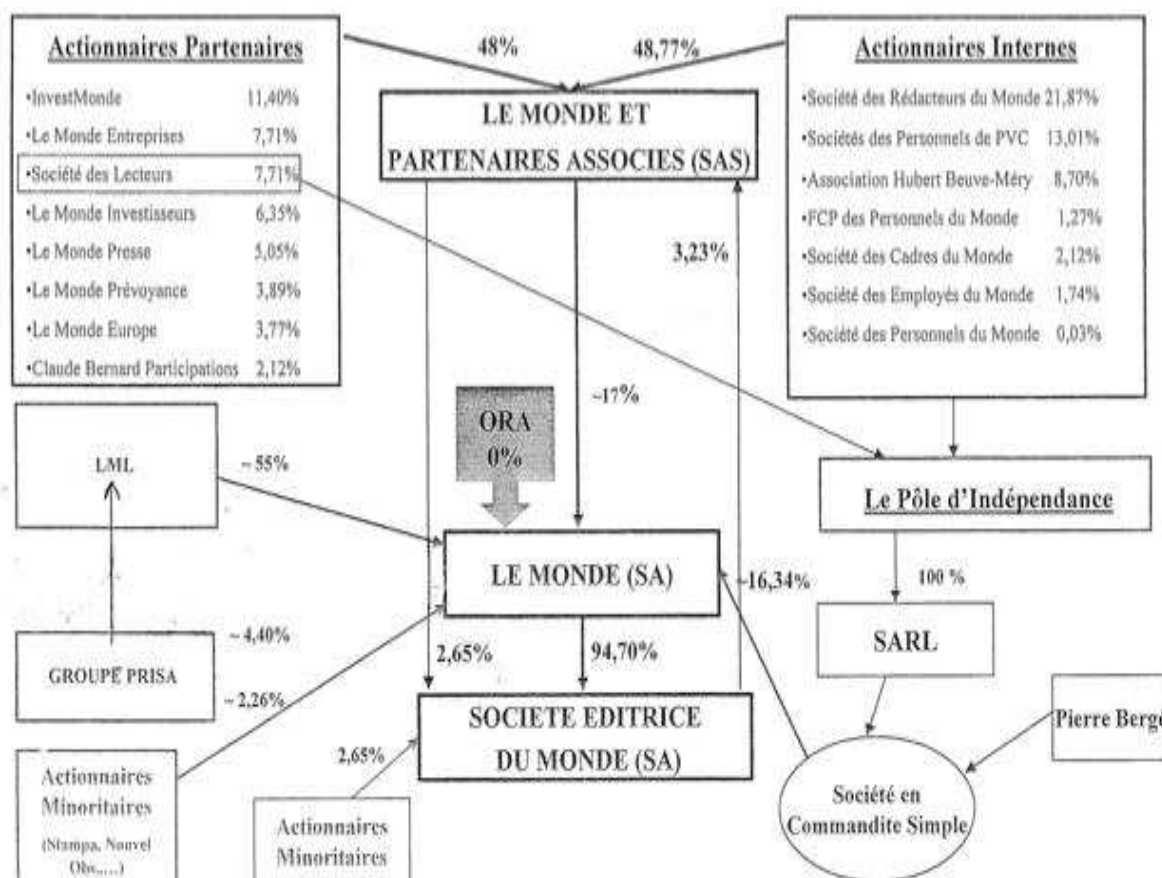 Actionnaires Partenaires
•InvestMonde 11,40%
•Le Monde Entreprises 7,71%
•Société des Lecteurs 7,71%
•Le Monde Investisseurs 6,35%
•Le Monde Presse 5,05%
•Le Monde Prévoyance 3,89%
•Le Monde Europe 3,77%
•Claude Bernard Participations 2,12%
48%
48,77%
LE MONDE ET
PARTENAIRES ASSOCIES (SAS)
Actionnaires Internes
•Société des Rédacteurs du Monde 21,87%
•Sociétés des Personnels de PVC 13,01%
•Association Hubert Beuve-Méry 8,70%
•FCP des Personnels du Monde 1,27%
•Société des Cadres du Monde 2,12%
•Société des Employés du Monde 1,74%
•Société des Personnels du Monde 0,03%
3,23%
~17%
ORA
0%
LML
~ 55%
Le Pôle d'Indépendance
100 %
LE MONDE (SA)
~16,34%
SARL
GROUPE PRISA
~ 4,40%
~ 2,26%
2,65%
94,70%
SOCIETE EDITRICE
DU MONDE (SA)
2,65%
Pierre Bergé
Actionnaires
Minoritaires
(Stampa, Nouvel
Obs.,...)
Actionnaires
Minoritaires
Société en
Commandite Simple